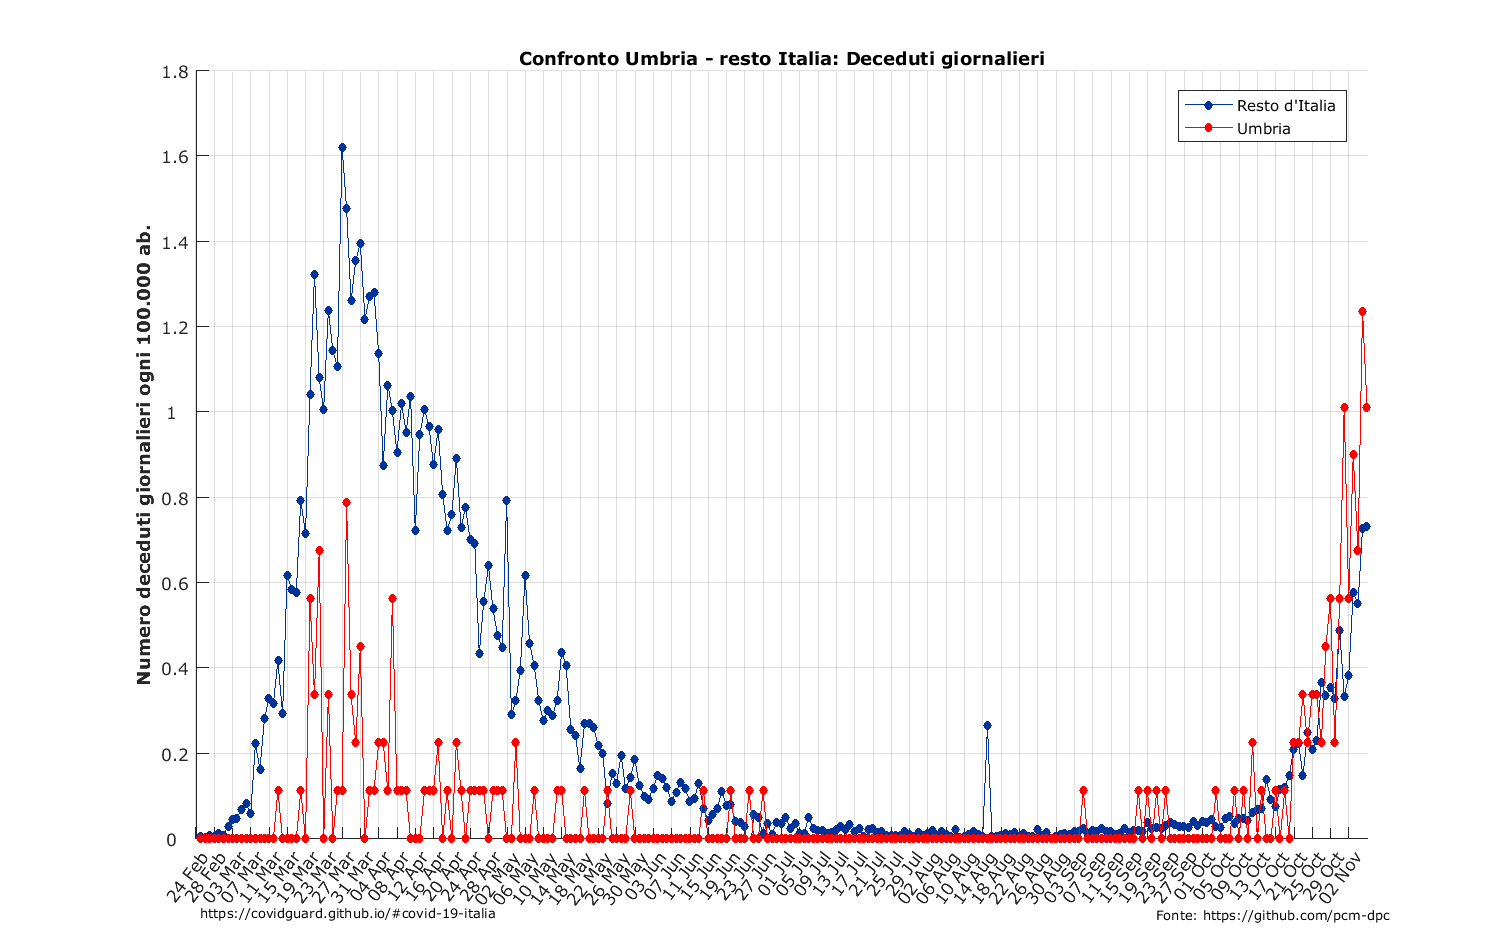 Confronto Umbria - resto Italia: Deceduti giornalieri
Numero deceduti giornalieri ogni 100.000 ab.
1.8
1.6
1.4
1.2
1
0.8
0.6
0.4
0.2
0
Resto d'Italia
Umbria
24 Feb
28 Feb
03 Mar
07 Mar
11 Mar
15 Mar
19 Mar
23 Mar
27 Mar
31 Mar
04 Apr
08 Apr
12 Apr
16 Apr
20 Apr
24 Apr
28 Apr
02 May
06 May
10 May
14 May
18 May
22 May
26 May
30 May
03 Jun
07 Jun
11 Jun
15 Jun
19 Jun
23 Jun
27 Jun
01 Jul
05 Jul
09 Jul
13 Jul
17 Jul
21 Jul
25 Jul
29 Jul
02 Aug
06 Aug
10 Aug
14 Aug
18 Aug
22 Aug
26 Aug
30 Aug
03 Sep
07 Sep
11 Sep
15 Sep
19 Sep
23 Sep
27 Sep
01 Oct
05 Oct
09 Oct
13 Oct
17 Oct
21 Oct
25 Oct
29 Oct
02 Nov
https://covidguard.github.io/#covid-19-italia
Fonte: https://github.com/pcm-dpc